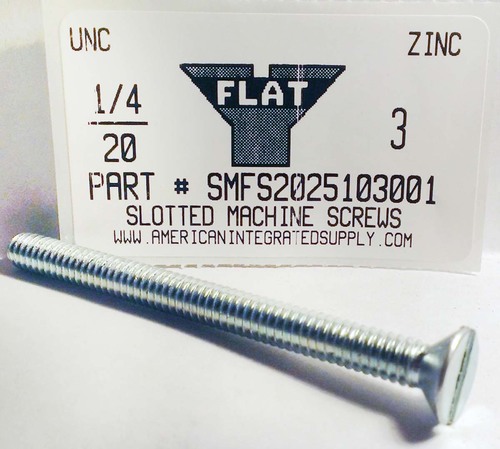 UNC ZINC
FLAT
1/4
20
3
PART # SMFS2025103001
SLOTTED MACHINE SCREWS
WWW.AMERICANINTEGRATEDSUPPLY.COM